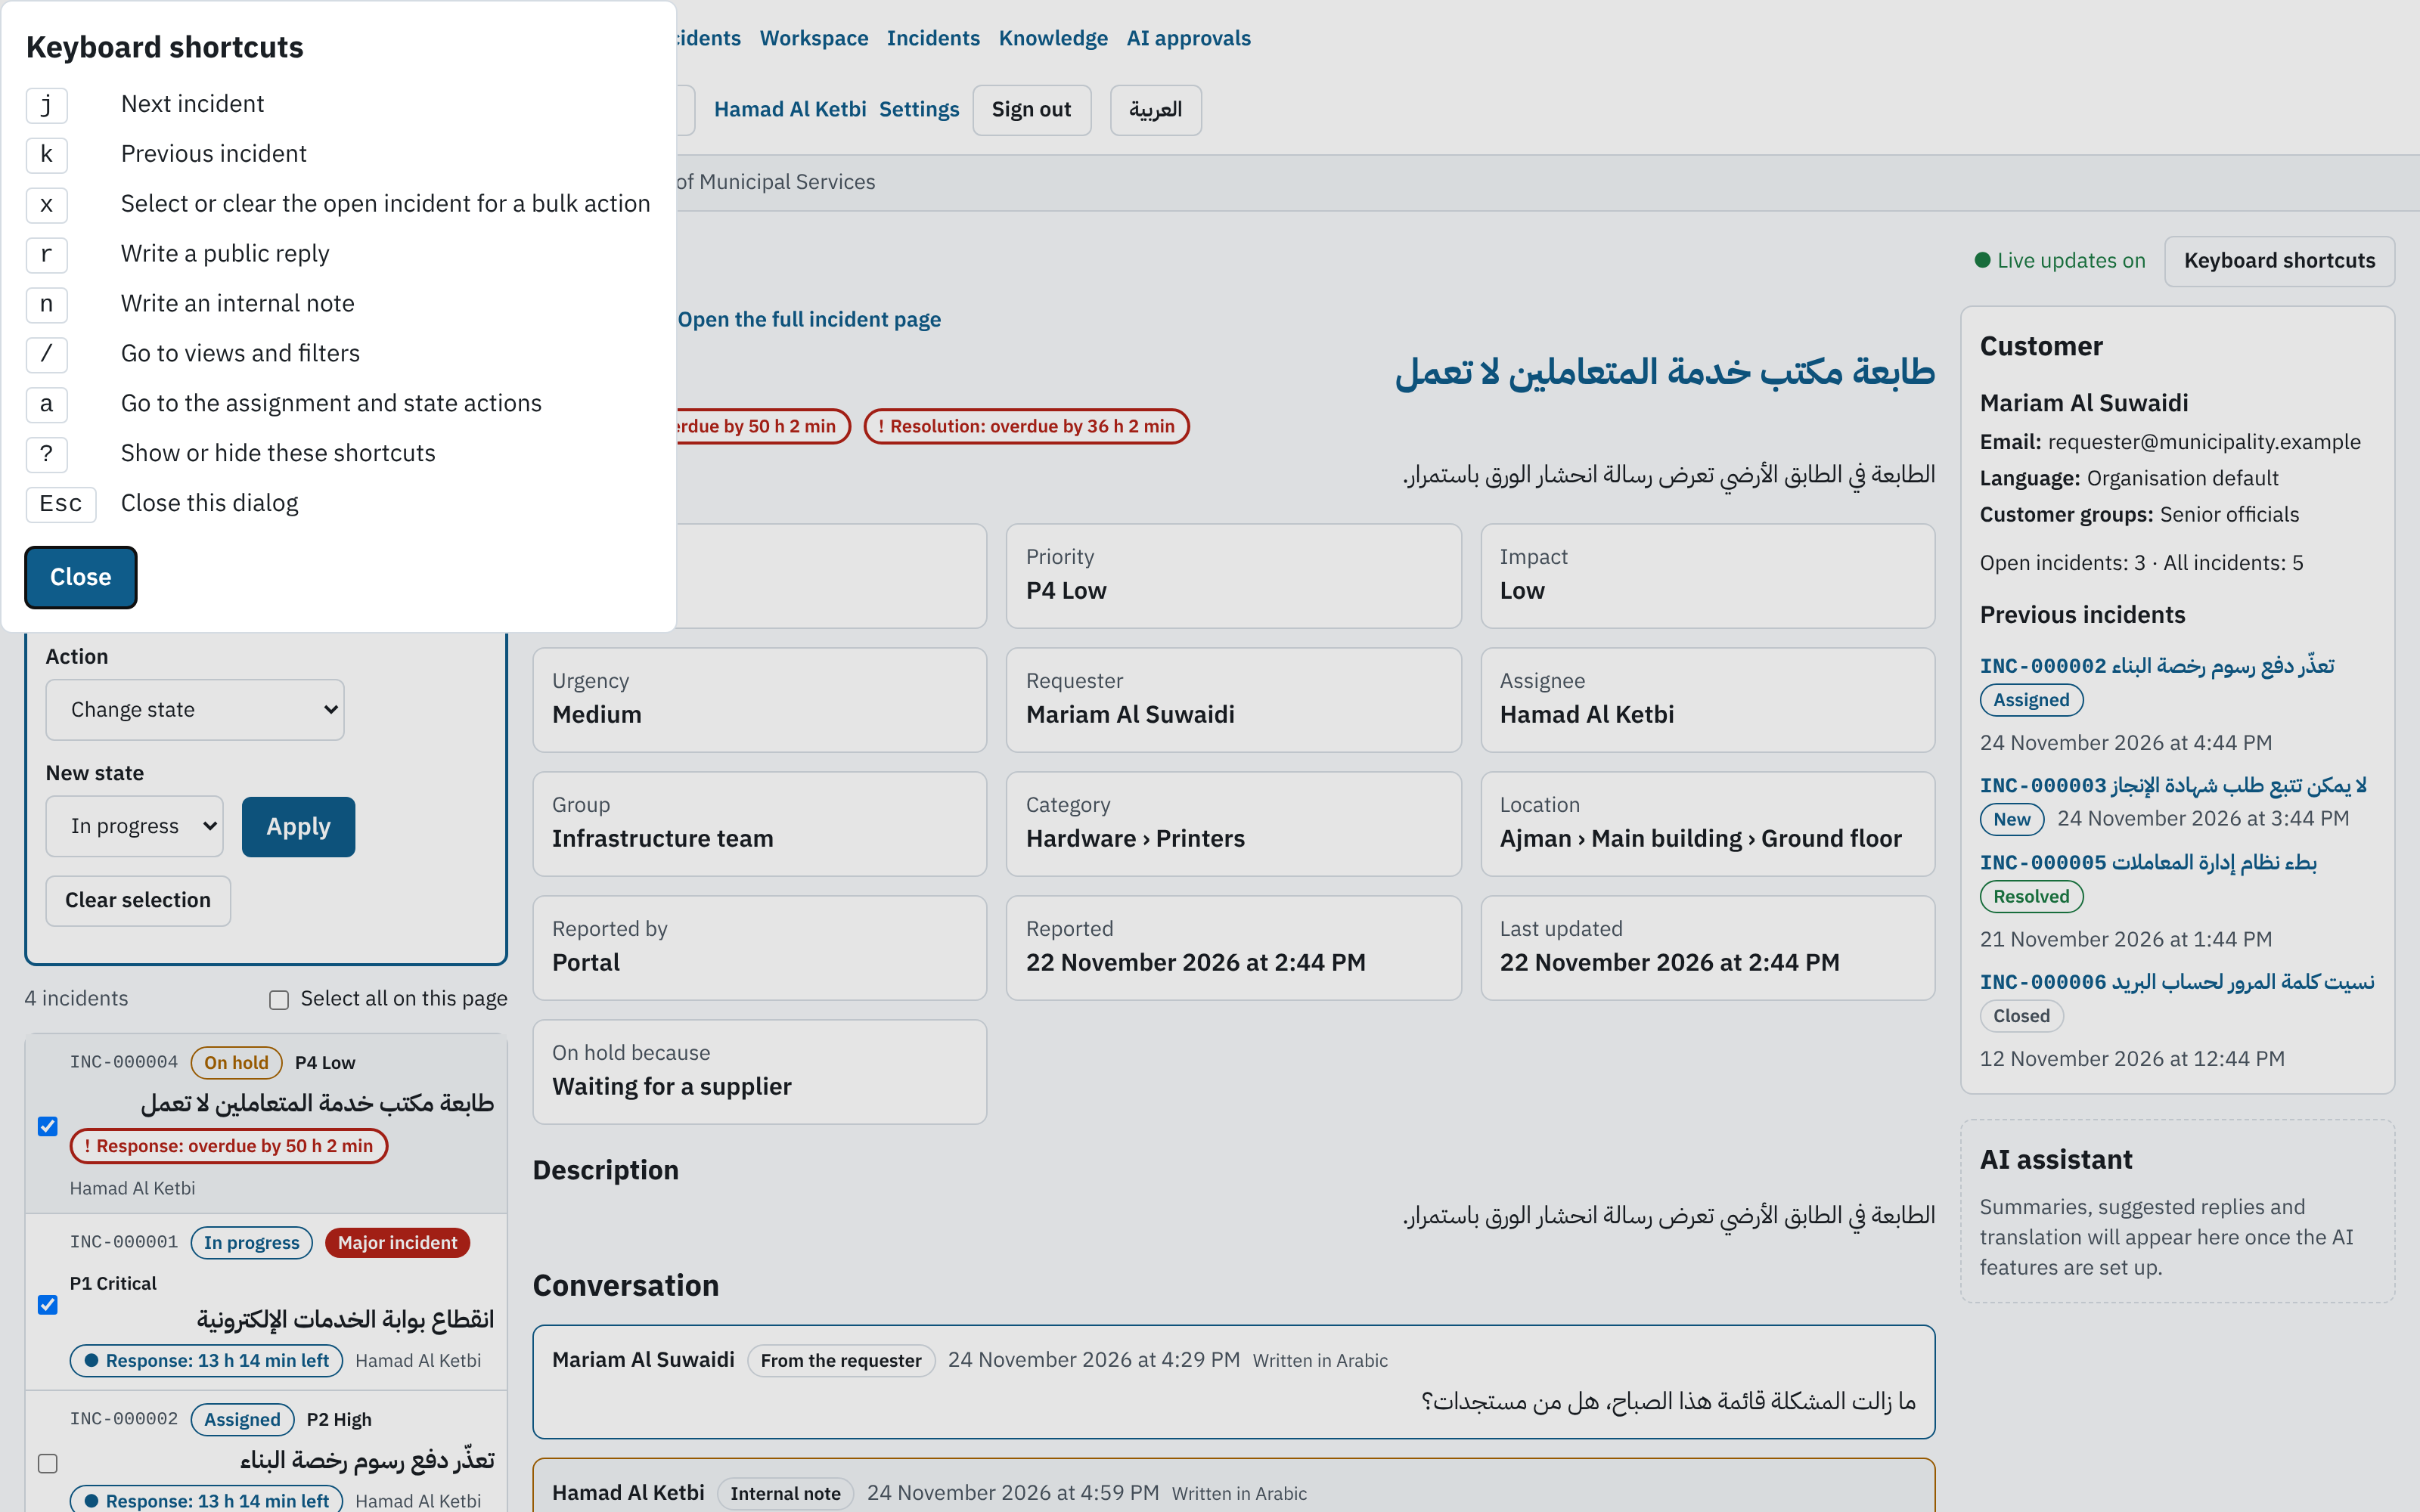 Keyboard shortcuts
j Next incident
k Previous incident
x Select or clear the open incident for a bulk action
r Write a public reply
n Write an internal note
/ Go to views and filters
a Go to the assignment and state actions
? Show or hide these shortcuts
Esc Close this dialog
Close
Workspace Incidents Knowledge AI approvals
Hamad Al Ketbi Settings Sign out العربية
of Municipal Services
Live updates on Keyboard shortcuts
Open the full incident page
طابعة مكتب خدمة المتعاملين لا تعمل
by 50 h 2 min ! Resolution: overdue by 36 h 2 min
الطابعة في الطابق الأرضي تعرض رسالة انحشار الورق باستمرار.
Priority
P4 Low
Impact
Low
Urgency
Medium
Requester
Mariam Al Suwaidi
Assignee
Hamad Al Ketbi
Group
Infrastructure team
Category
Hardware › Printers
Location
Ajman › Main building › Ground floor
Reported by
Portal
Reported
22 November 2026 at 2:44 PM
Last updated
22 November 2026 at 2:44 PM
On hold because
Waiting for a supplier
Description
الطابعة في الطابق الأرضي تعرض رسالة انحشار الورق باستمرار.
Conversation
Mariam Al Suwaidi From the requester 24 November 2026 at 4:29 PM Written in Arabic
ما زالت المشكلة قائمة هذا الصباح، هل من مستجدات؟
Hamad Al Ketbi Internal note 24 November 2026 at 4:59 PM Written in Arabic
Action
Change state
New state
In progress Apply
Clear selection
4 incidents Select all on this page
INC-000004 On hold P4 Low
طابعة مكتب خدمة المتعاملين لا تعمل
! Response: overdue by 50 h 2 min
Hamad Al Ketbi
INC-000001 In progress Major incident
P1 Critical
انقطاع بوابة الخدمات الإلكترونية
Response: 13 h 14 min left Hamad Al Ketbi
INC-000002 Assigned P2 High
تعذّر دفع رسوم رخصة البناء
Response: 13 h 14 min left Hamad Al Ketbi
Customer
Mariam Al Suwaidi
Email: requester@municipality.example
Language: Organisation default
Customer groups: Senior officials
Open incidents: 3 · All incidents: 5
Previous incidents
INC-000002 تعذّر دفع رسوم رخصة البناء
Assigned
24 November 2026 at 4:44 PM
INC-000003 لا يمكن تتبع طلب شهادة الإنجاز
New 24 November 2026 at 3:44 PM
INC-000005 بطء نظام إدارة المعاملات
Resolved
21 November 2026 at 1:44 PM
INC-000006 نسيت كلمة المرور لحساب البريد
Closed
12 November 2026 at 12:44 PM
AI assistant
Summaries, suggested replies and
translation will appear here once the AI
features are set up.